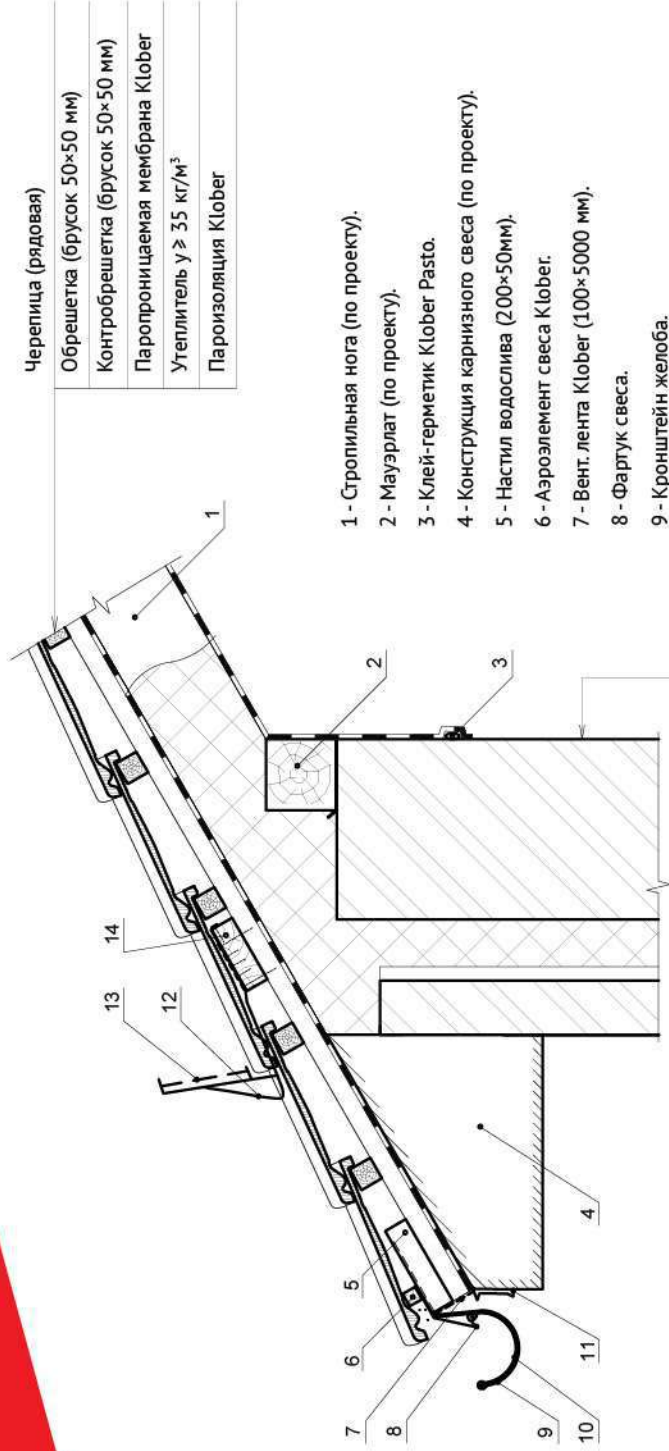 Черепица (рядовая)
Обрешетка (брусок 50×50 мм)
Контробрешетка (брусок 50×50 мм)
Паропроницаемая мембрана Klober
Утеплитель у ⩾ 35 кг/м³
Пароизоляция Klober
1
2
3
14
13
12
5
6
7
8
9
10
11
4
1 - Стропильная нога (по проекту).
2 - Мауэрлат (по проекту).
3 - Клей-герметик Klober Pasto.
4 - Конструкция карнизного свеса (по проекту).
5 - Настил водослива (200×50мм).
6 - Аэроэлемент свеса Klober.
7 - Вент. лента Klober (100×5000 мм).
8 - Фартук свеса.
9 - Кронштейн желоба.